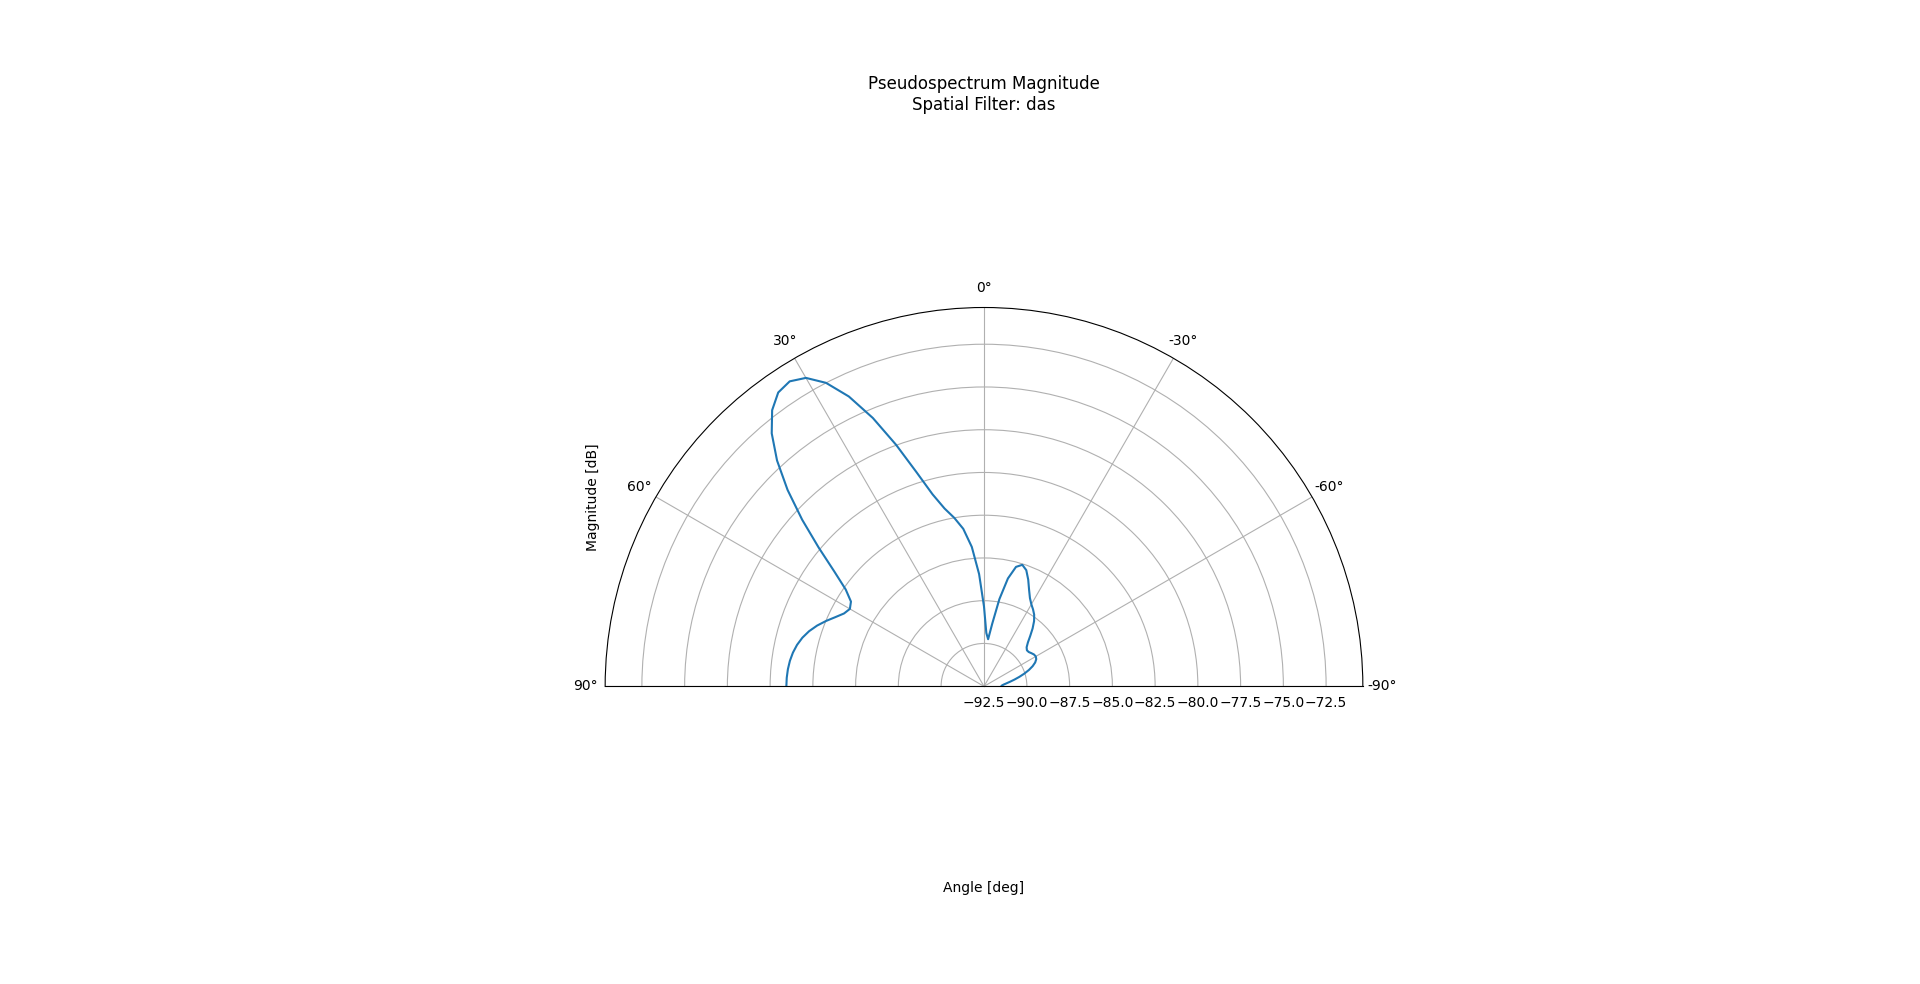 Pseudospectrum Magnitude
Spatial Filter: das
0°
30°
-30°
60°
-60°
Magnitude [dB]
90°
-90°
−92.5 −90.0 −87.5 −85.0 −82.5 −80.0 −77.5 −75.0 −72.5
Angle [deg]